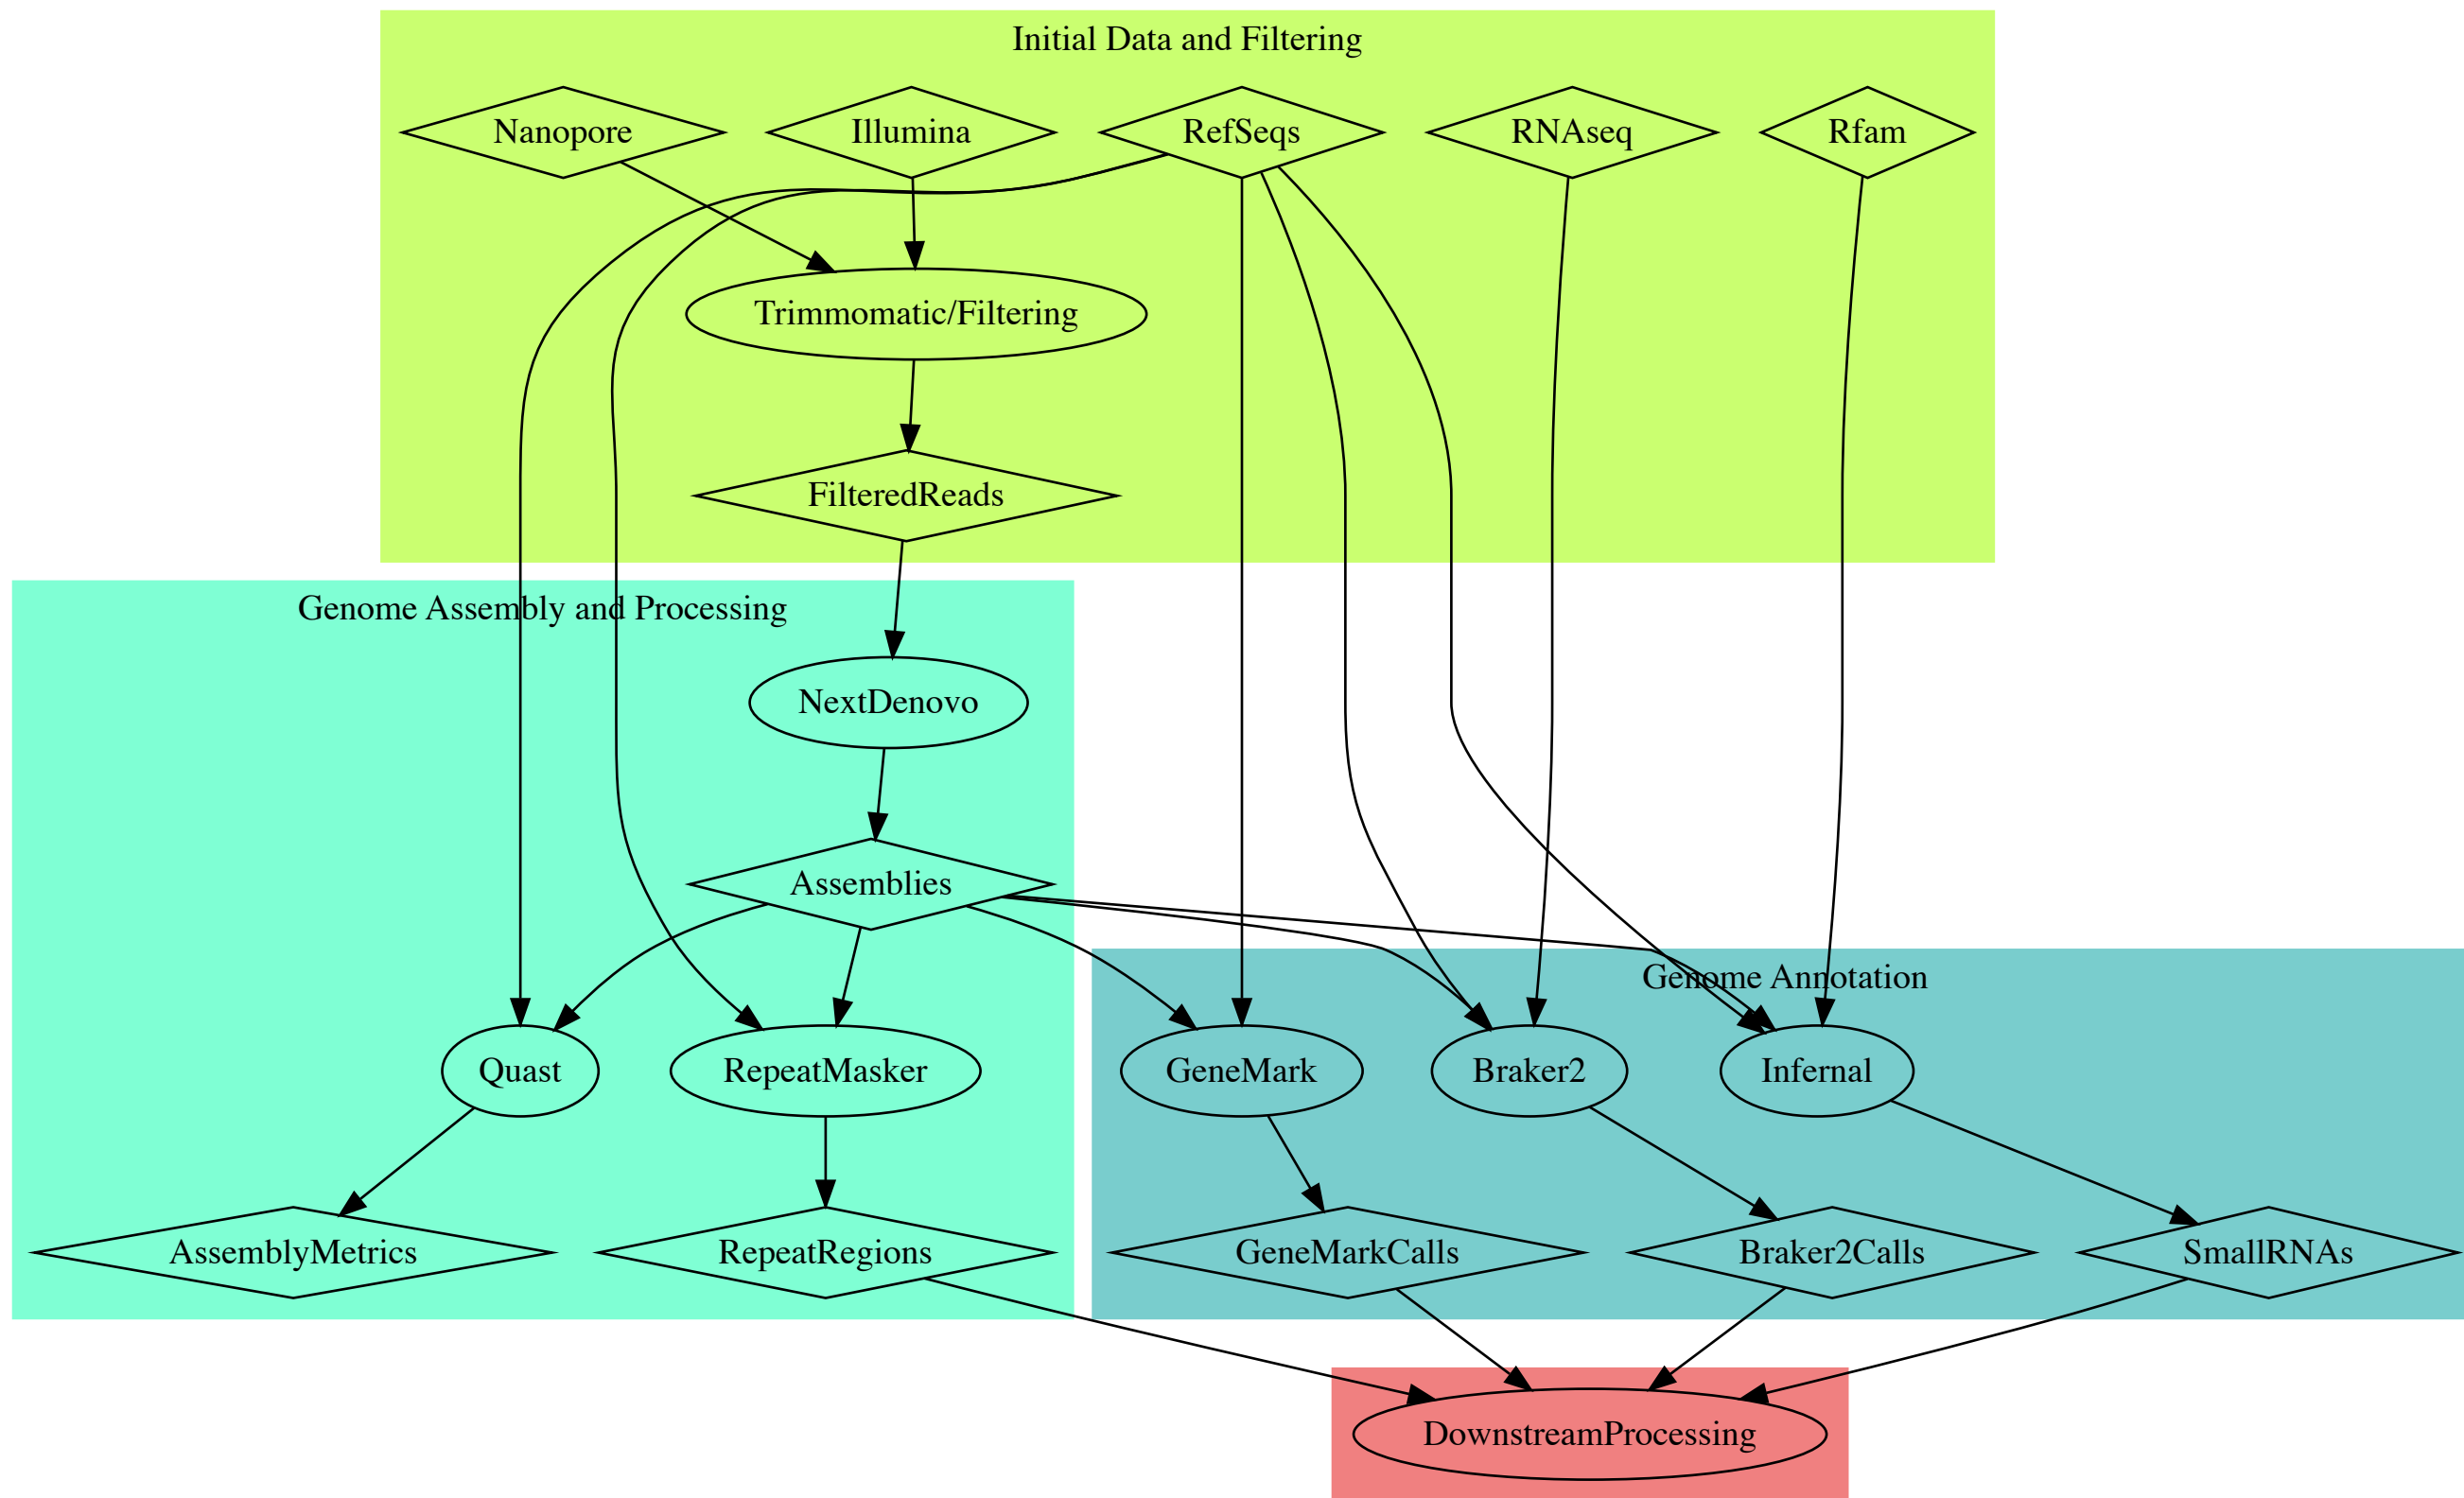 Initial Data and Filtering
Nanopore
Illumina
RefSeqs
RNAseq
Rfam
Trimmomatic/Filtering
FilteredReads
Genome Assembly and Processing
NextDenovo
Assemblies
Genome Annotation
Quast
RepeatMasker
GeneMark
Braker2
Infernal
AssemblyMetrics
RepeatRegions
GeneMarkCalls
Braker2Calls
SmallRNAs
DownstreamProcessing